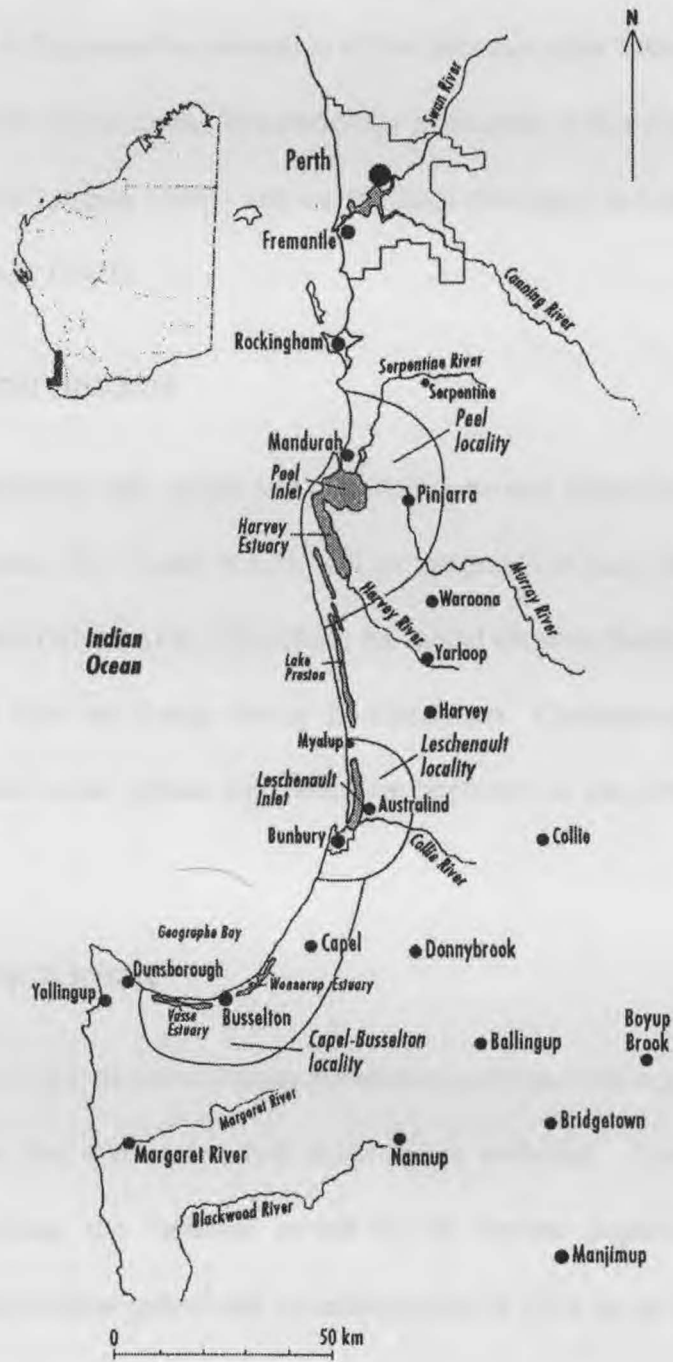 N
Swan River
Perth
Fremantle
Canning River
Rockingham
Serpentine River
Serpentine
Peel
locality
Mandurah
Peel
Inlet
Pinjarra
Harvey
Estuary
Murray River
Waroona
Harvey River
Indian
Ocean
Yarloop
Lake
Preston
Harvey
Myalup
Leschenault
locality
Leschenault
Inlet
Australind
Bunbury
Collie
Collie River
Geographe Bay
Capel
Donnybrook
Dunsborough
Wonnerup Estuary
Yallingup
Vasse
Estuary
Busselton
Capel-Busselton
locality
Ballingup
Boyup
Brook
Margaret River
Bridgetown
Margaret River
Nannup
Blackwood River
Manjimup
0 50 km